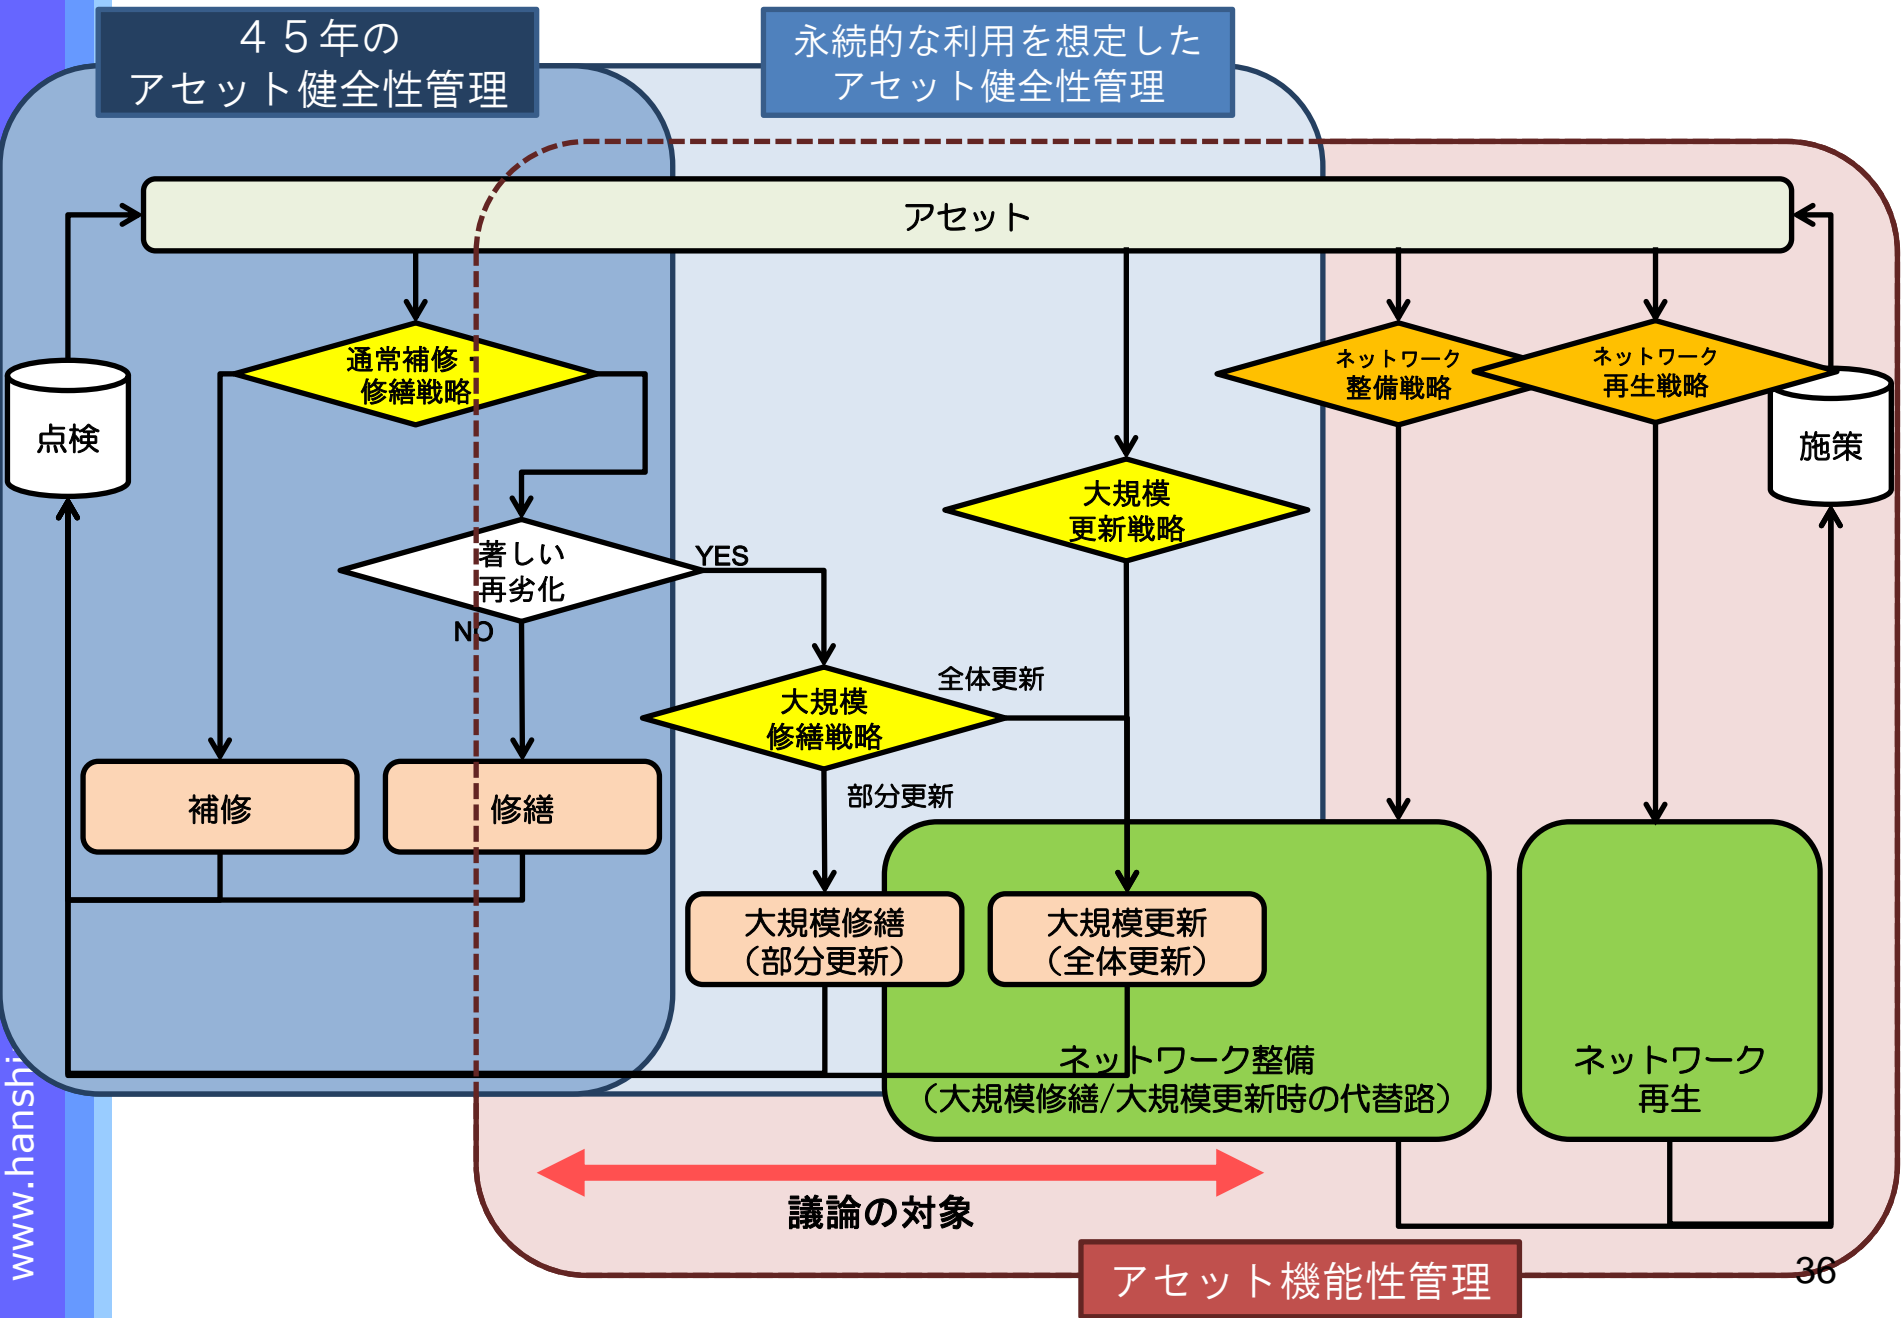 ４５年の
アセット健全性管理
永続的な利用を想定した
アセット健全性管理
アセット
通常補修・
修繕戦略
ネットワーク
整備戦略
ネットワーク
再生戦略
点検
施策
大規模
更新戦略
著しい
再劣化
YES
NO
全体更新
大規模
修繕戦略
部分更新
補修
修繕
大規模修繕
（部分更新）
大規模更新
（全体更新）
ネットワーク整備
（大規模修繕/大規模更新時の代替路）
ネットワーク
再生
議論の対象
アセット機能性管理
36
www.hanshi